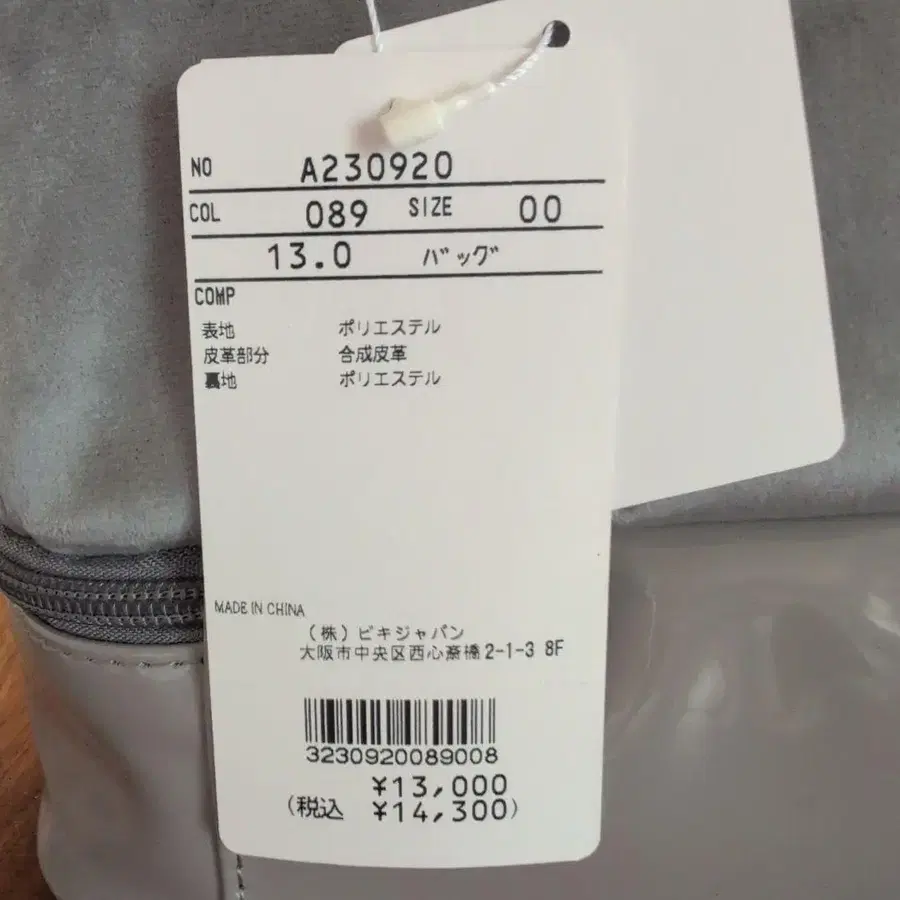 NO A230920
COL 089 SIZE 00
13.0 バッグ
COMP
表地 ポリエステル
皮革部分 合成皮革
裏地 ポリエステル
MADE IN CHINA
(株)ビキジャパン
大阪市中央区西心斎橋2-1-3 8F
3230920089008
¥13,000
(税込 ¥14,300)